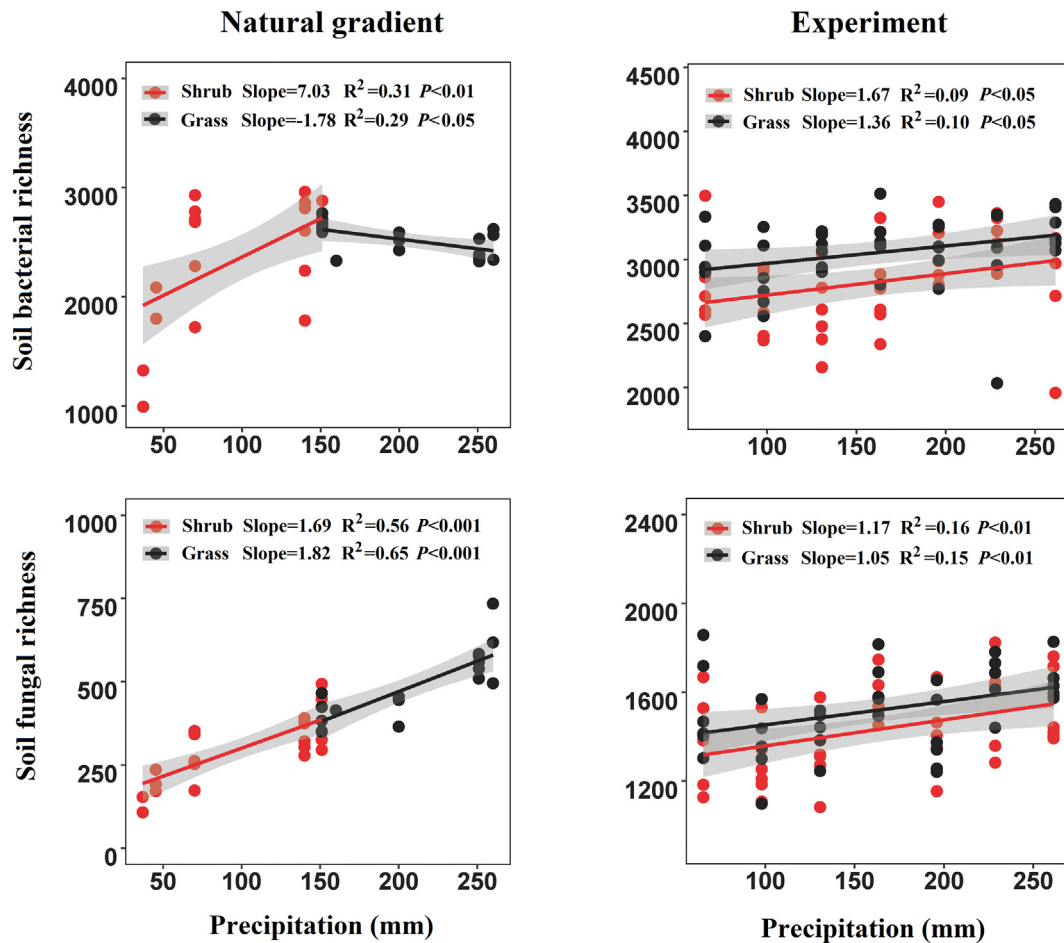 Natural gradient
Experiment
Soil bacterial richness
4000
3000
2000
1000
Shrub Slope=7.03 R²=0.31 P<0.01
Grass Slope=-1.78 R²=0.29 P<0.05
50 100 150 200 250
4500
4000
3500
3000
2500
2000
Shrub Slope=1.67 R²=0.09 P<0.05
Grass Slope=1.36 R²=0.10 P<0.05
100 150 200 250
Soil fungal richness
1000
750
500
250
0
Shrub Slope=1.69 R²=0.56 P<0.001
Grass Slope=1.82 R²=0.65 P<0.001
50 100 150 200 250
Precipitation (mm)
2400
2000
1600
1200
Shrub Slope=1.17 R²=0.16 P<0.01
Grass Slope=1.05 R²=0.15 P<0.01
100 150 200 250
Precipitation (mm)